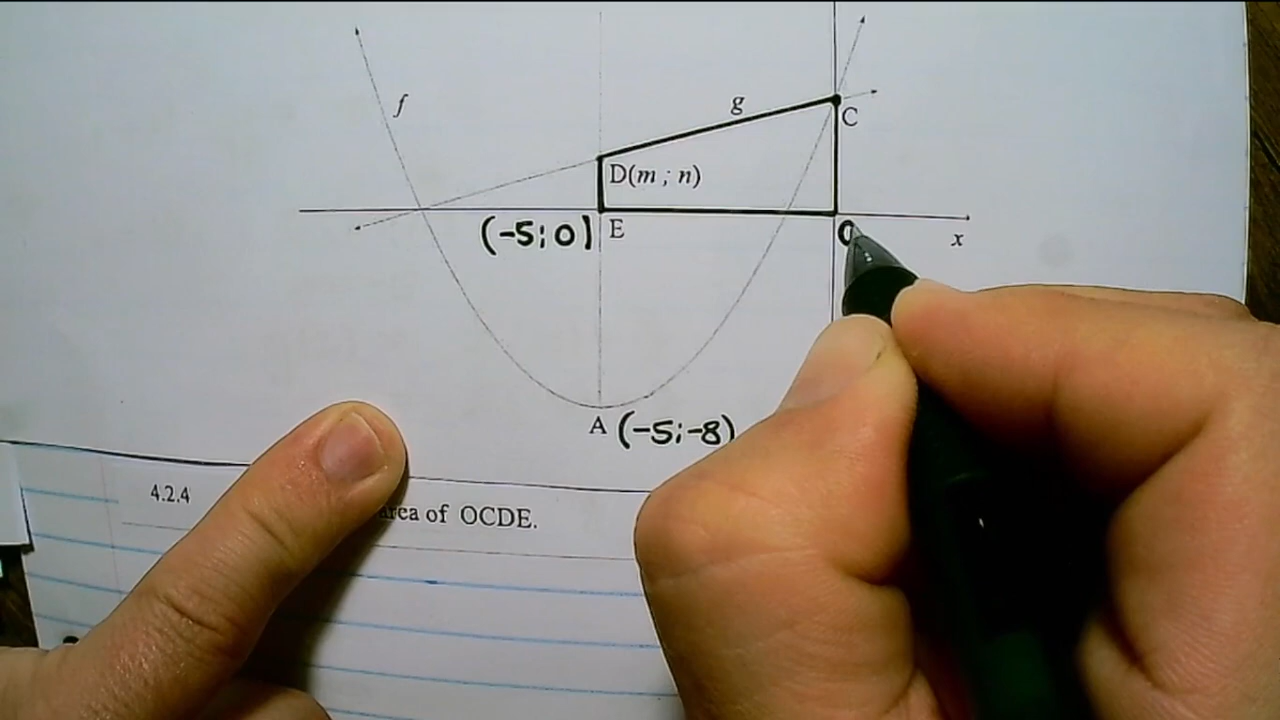 f
g
C
D(m ; n)
(-5;0) E
O
x
A (-5;-8)
4.2.4
area of OCDE.